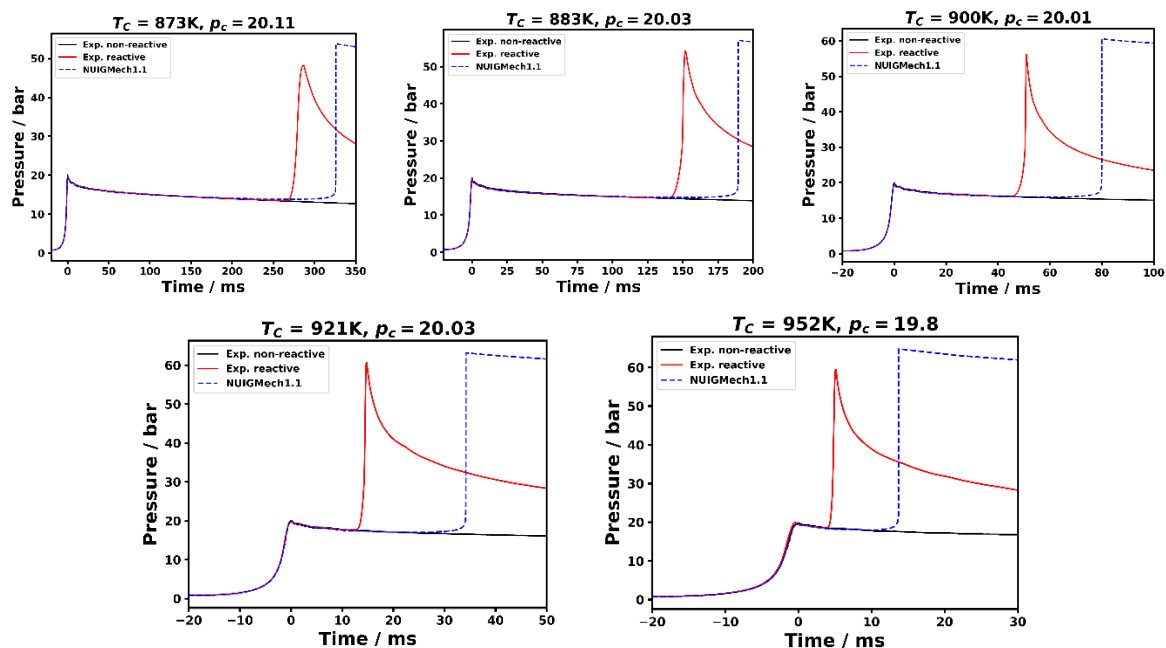 T_C = 873K, p_c = 20.11
Exp. non-reactive
Exp. reactive
NUIGMech1.1
Pressure / bar
50
40
30
20
10
0
0 50 100 150 200 250 300 350
Time / ms
T_C = 883K, p_c = 20.03
Exp. non-reactive
Exp. reactive
NUIGMech1.1
Pressure / bar
60
50
40
30
20
10
0
0 25 50 75 100 125 150 175 200
Time / ms
T_C = 900K, p_c = 20.01
Exp. non-reactive
Exp. reactive
NUIGMech1.1
Pressure / bar
60
50
40
30
20
10
0
−20 0 20 40 60 80 100
Time / ms
T_C = 921K, p_c = 20.03
Exp. non-reactive
Exp. reactive
NUIGMech1.1
Pressure / bar
60
50
40
30
20
10
0
−20 −10 0 10 20 30 40 50
Time / ms
T_C = 952K, p_c = 19.8
Exp. non-reactive
Exp. reactive
NUIGMech1.1
Pressure / bar
60
50
40
30
20
10
0
−20 −10 0 10 20 30
Time / ms